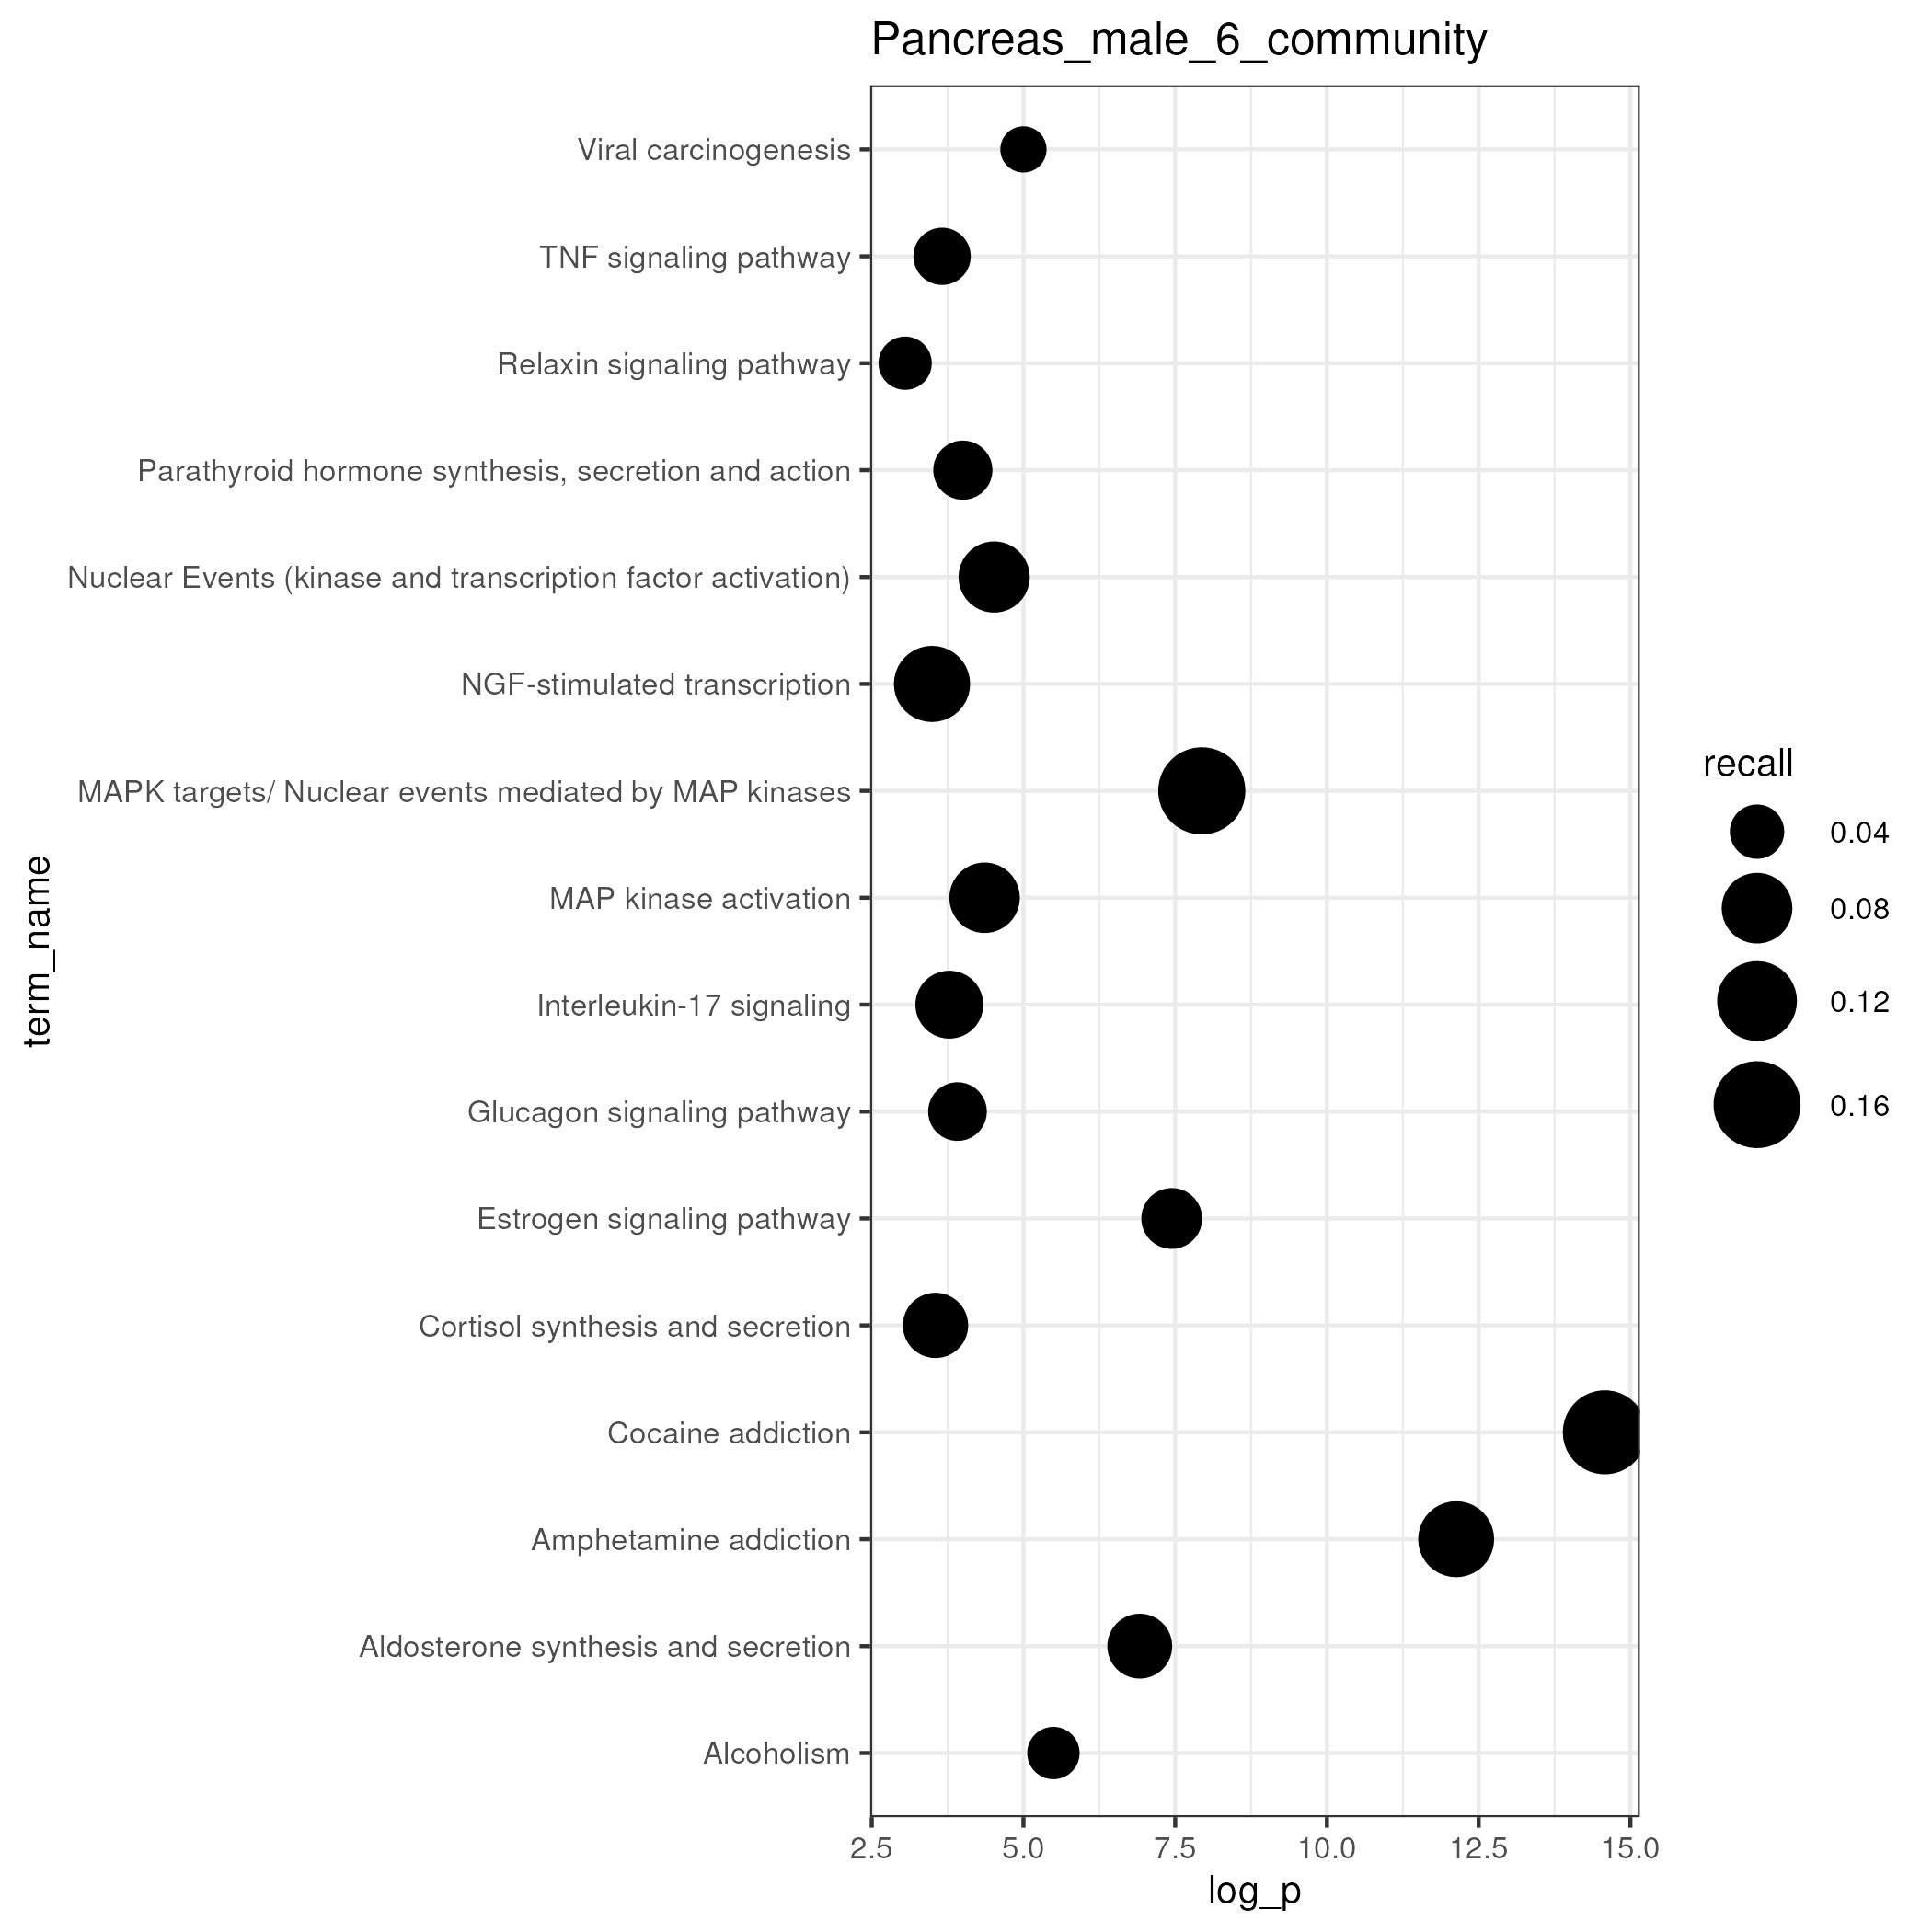 Pancreas_male_6_community
Viral carcinogenesis
TNF signaling pathway
Relaxin signaling pathway
Parathyroid hormone synthesis, secretion and action
Nuclear Events (kinase and transcription factor activation)
NGF-stimulated transcription
MAPK targets/ Nuclear events mediated by MAP kinases
MAP kinase activation
Interleukin-17 signaling
Glucagon signaling pathway
Estrogen signaling pathway
Cortisol synthesis and secretion
Cocaine addiction
Amphetamine addiction
Aldosterone synthesis and secretion
Alcoholism
term_name
2.5 5.0 7.5 10.0 12.5 15.0
log_p
recall
0.04
0.08
0.12
0.16